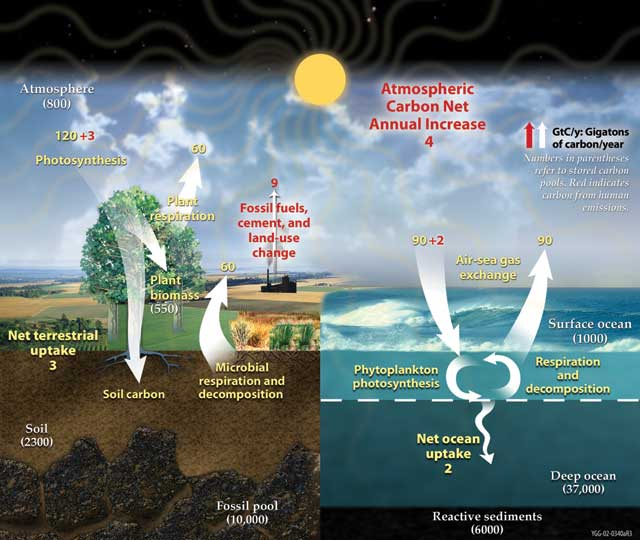 Atmosphere
(800)
120 +3
Photosynthesis
60
Plant
respiration
Atmospheric
Carbon Net
Annual Increase
4
GtC/y: Gigatons
of carbon/year
Numbers in parentheses
refer to stored carbon
pools. Red indicates
carbon from human
emissions.
9
Fossil fuels,
cement, and
land-use
change
60
Plant
biomass
(550)
90 +2
Air-sea gas
exchange
90
Net terrestrial
uptake
3
Soil carbon
Microbial
respiration and
decomposition
Surface ocean
(1000)
Phytoplankton
photosynthesis
Respiration
and
decomposition
Soil
(2300)
Net ocean
uptake
2
Deep ocean
(37,000)
Fossil pool
(10,000)
Reactive sediments
(6000)
YGG-02-0340aR3